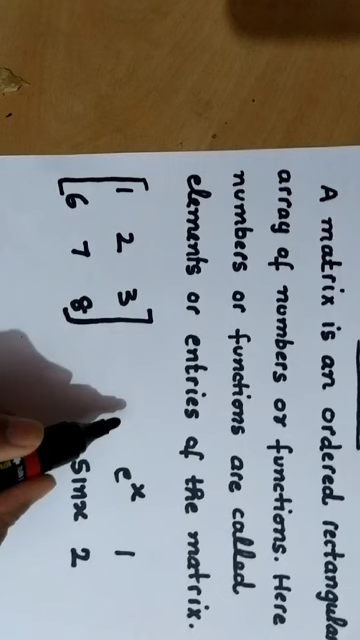 A matrix is an ordered rectangular
array of numbers or functions. Here
numbers or functions are called
elements or entries of the matrix.
[1 2 3 e^x 1
6 7 8] sinx 2